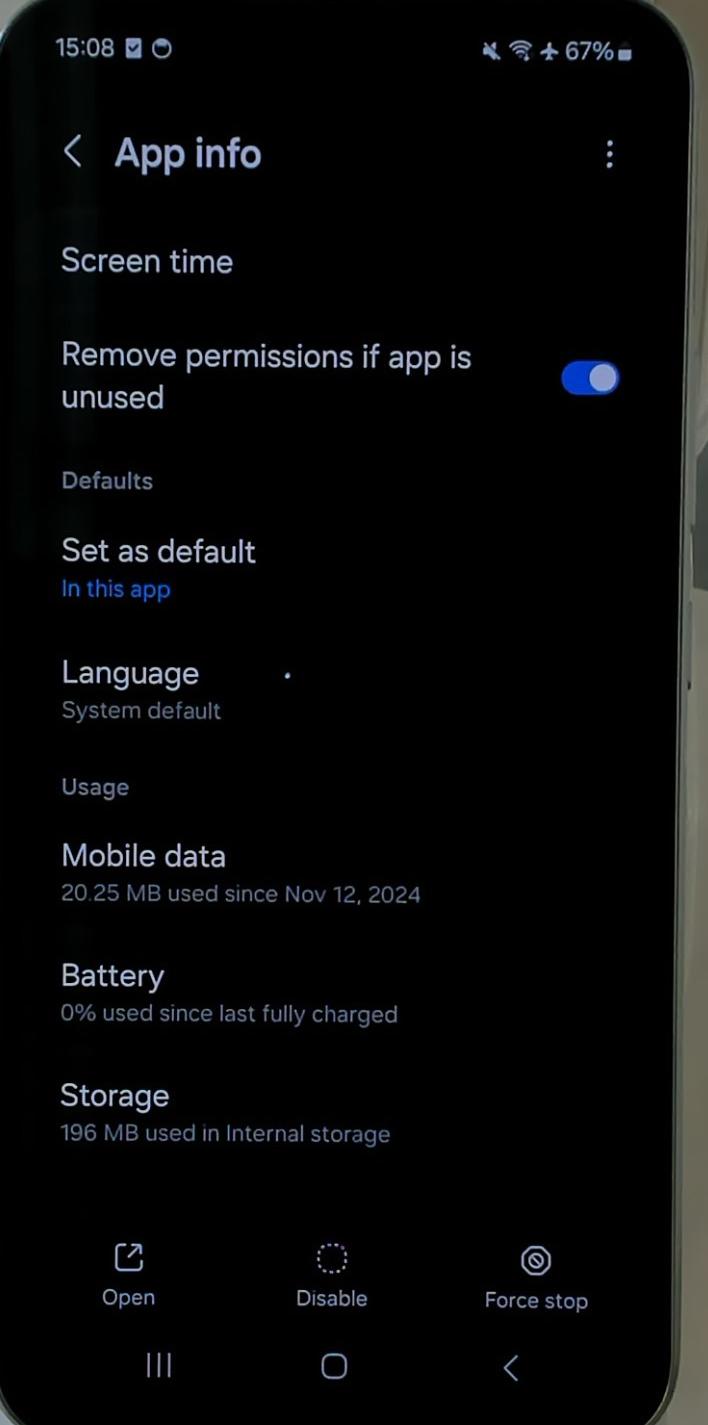 15:08 67%
App info
Screen time
Remove permissions if app is
unused
Defaults
Set as default
In this app
Language
System default
Usage
Mobile data
20.25 MB used since Nov 12, 2024
Battery
0% used since last fully charged
Storage
196 MB used in Internal storage
Open Disable Force stop